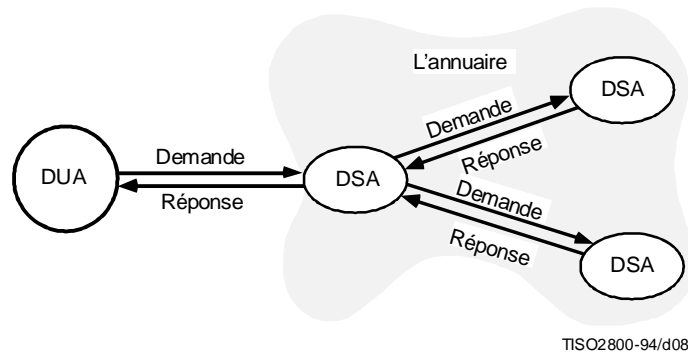 L'annuaire
DSA
Demande
Réponse
DUA
Demande
Réponse
DSA
Demande
Réponse
DSA
TISO2800-94/d08